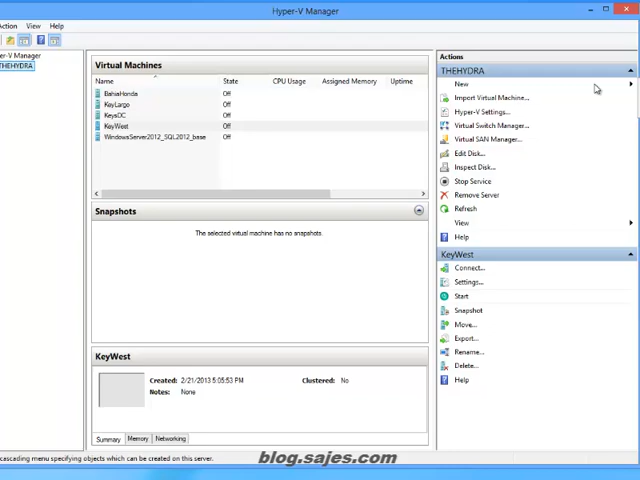 Hyper-V Manager
Action View Help
er-V Manager
THEHYDRA
Virtual Machines
Name State CPU Usage Assigned Memory Uptime
BahiaHonda Off
KeyLargo Off
KeysDC Off
KeyWest Off
WindowsServer2012_SQL2012_base Off
Snapshots
The selected virtual machine has no snapshots.
KeyWest
Created: 2/21/2013 5:05:53 PM Clustered: No
Notes: None
Summary Memory Networking
Actions
THEHYDRA
New
Import Virtual Machine...
Hyper-V Settings...
Virtual Switch Manager...
Virtual SAN Manager...
Edit Disk...
Inspect Disk...
Stop Service
Remove Server
Refresh
View
Help
KeyWest
Connect...
Settings...
Start
Snapshot
Move...
Export...
Rename...
Delete...
Help
cascading menu specifying objects which can be created on this server.
blog.sajes.com